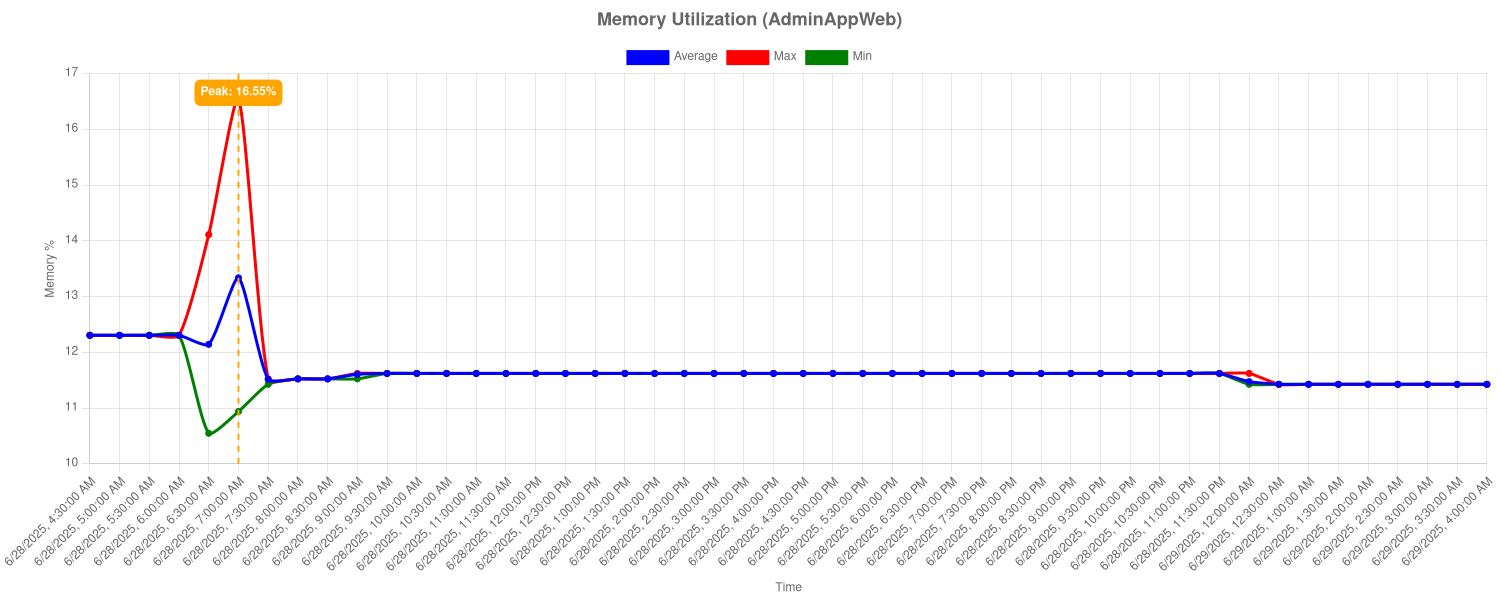 Memory Utilization (AdminAppWeb)
Average Max Min
17
Peak: 16.55%
16
15
14
13
12
11
10
Memory %
6/28/2025, 4:30:00 AM
6/28/2025, 5:00:00 AM
6/28/2025, 5:30:00 AM
6/28/2025, 6:00:00 AM
6/28/2025, 6:30:00 AM
6/28/2025, 7:00:00 AM
6/28/2025, 7:30:00 AM
6/28/2025, 8:00:00 AM
6/28/2025, 8:30:00 AM
6/28/2025, 9:00:00 AM
6/28/2025, 9:30:00 AM
6/28/2025, 10:00:00 AM
6/28/2025, 10:30:00 AM
6/28/2025, 11:00:00 AM
6/28/2025, 11:30:00 AM
6/28/2025, 12:00:00 PM
6/28/2025, 12:30:00 PM
6/28/2025, 1:00:00 PM
6/28/2025, 1:30:00 PM
6/28/2025, 2:00:00 PM
6/28/2025, 2:30:00 PM
6/28/2025, 3:00:00 PM
6/28/2025, 3:30:00 PM
6/28/2025, 4:00:00 PM
6/28/2025, 4:30:00 PM
6/28/2025, 5:00:00 PM
6/28/2025, 5:30:00 PM
6/28/2025, 6:00:00 PM
6/28/2025, 6:30:00 PM
6/28/2025, 7:00:00 PM
6/28/2025, 7:30:00 PM
6/28/2025, 8:00:00 PM
6/28/2025, 8:30:00 PM
6/28/2025, 9:00:00 PM
6/28/2025, 9:30:00 PM
6/28/2025, 10:00:00 PM
6/28/2025, 10:30:00 PM
6/28/2025, 11:00:00 PM
6/28/2025, 11:30:00 PM
6/29/2025, 12:00:00 AM
6/29/2025, 12:30:00 AM
6/29/2025, 1:00:00 AM
6/29/2025, 1:30:00 AM
6/29/2025, 2:00:00 AM
6/29/2025, 2:30:00 AM
6/29/2025, 3:00:00 AM
6/29/2025, 3:30:00 AM
6/29/2025, 4:00:00 AM
Time